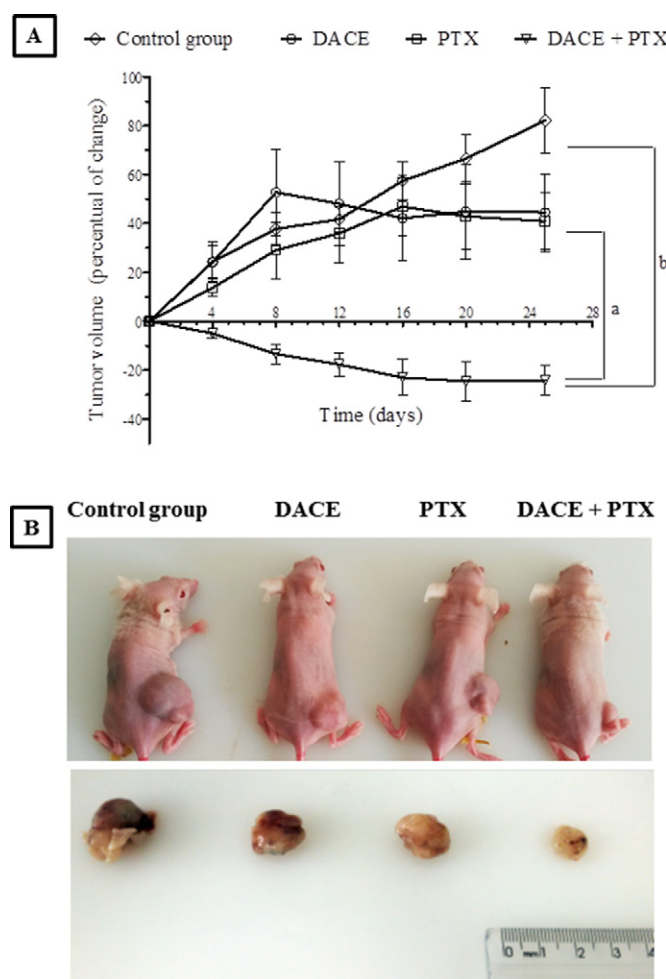 A
Control group DACE PTX DACE + PTX
Tumor volume (percentual of change)
100
80
60
40
20
0
-20
-40
4 8 12 16 20 24 28
Time (days)
a
b
B
Control group DACE PTX DACE + PTX
0 mm 1 2 3 4